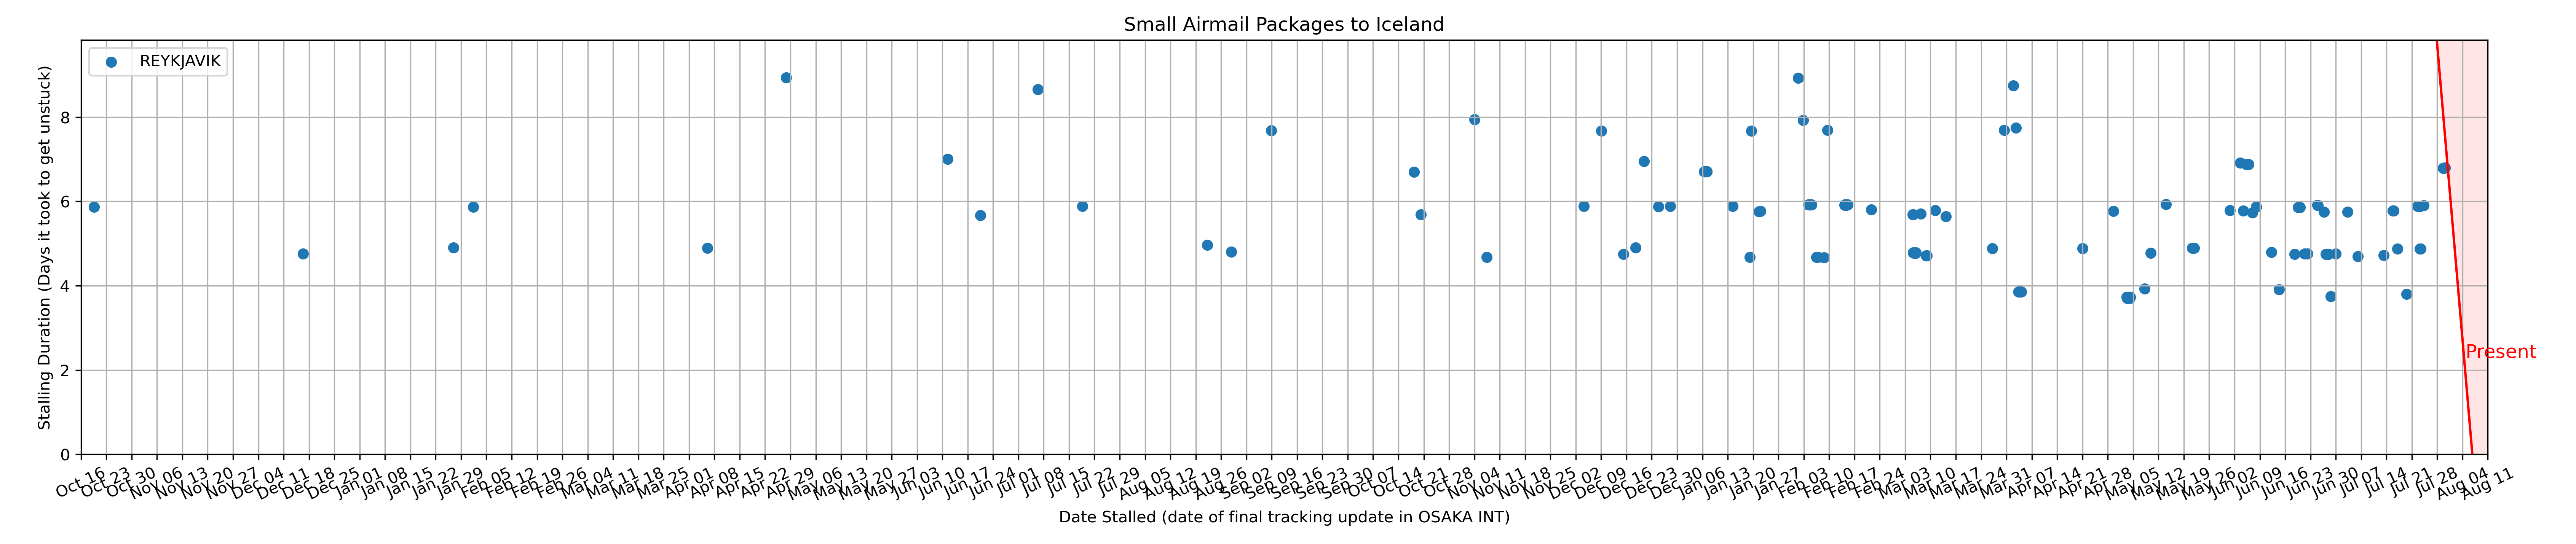 Small Airmail Packages to Iceland
REYKJAVIK
Stalling Duration (Days it took to get unstuck)
8
6
4
2
0
Present
Oct 16
Oct 23
Oct 30
Nov 06
Nov 13
Nov 20
Nov 27
Dec 04
Dec 11
Dec 18
Dec 25
Jan 01
Jan 08
Jan 15
Jan 22
Jan 29
Feb 05
Feb 12
Feb 19
Feb 26
Mar 04
Mar 11
Mar 18
Mar 25
Apr 01
Apr 08
Apr 15
Apr 22
Apr 29
May 06
May 13
May 20
May 27
Jun 03
Jun 10
Jun 17
Jun 24
Jul 01
Jul 08
Jul 15
Jul 22
Jul 29
Aug 05
Aug 12
Aug 19
Aug 26
Sep 02
Sep 09
Sep 16
Sep 23
Sep 30
Oct 07
Oct 14
Oct 21
Oct 28
Nov 04
Nov 11
Nov 18
Nov 25
Dec 02
Dec 09
Dec 16
Dec 23
Dec 30
Jan 06
Jan 13
Jan 20
Jan 27
Feb 03
Feb 10
Feb 17
Feb 24
Mar 03
Mar 10
Mar 17
Mar 24
Mar 31
Apr 07
Apr 14
Apr 21
Apr 28
May 05
May 12
May 19
May 26
Jun 02
Jun 09
Jun 16
Jun 23
Jun 30
Jul 07
Jul 14
Jul 21
Jul 28
Aug 04
Aug 11
Date Stalled (date of final tracking update in OSAKA INT)